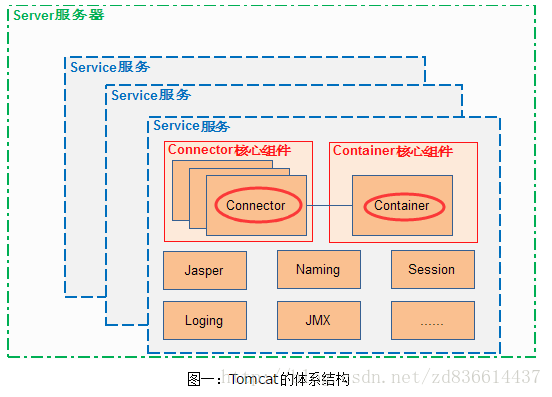 Server服务器
Service服务
Service服务
Service服务
Connector核心组件
Container核心组件
Connector
Container
Jasper
Naming
Session
Loging
JMX
......
图一：Tomcat的体系结构
sdn.net/zd836614437